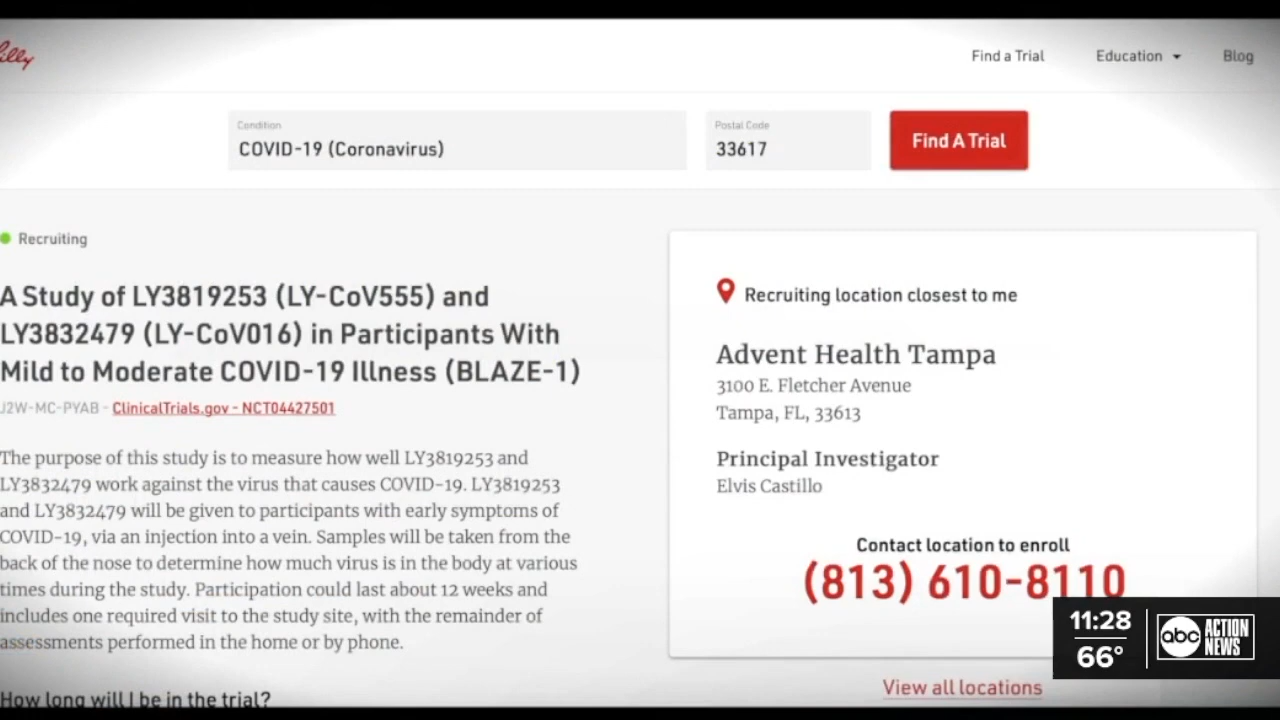 Lilly
Find a Trial
Education
Blog
Condition
COVID-19 (Coronavirus)
Postal Code
33617
Find A Trial
Recruiting
A Study of LY3819253 (LY-CoV555) and
LY3832479 (LY-CoV016) in Participants With
Mild to Moderate COVID-19 Illness (BLAZE-1)
J2W-MC-PYAB - ClinicalTrials.gov - NCT04427501
The purpose of this study is to measure how well LY3819253 and
LY3832479 work against the virus that causes COVID-19. LY3819253
and LY3832479 will be given to participants with early symptoms of
COVID-19, via an injection into a vein. Samples will be taken from the
back of the nose to determine how much virus is in the body at various
times during the study. Participation could last about 12 weeks and
includes one required visit to the study site, with the remainder of
assessments performed in the home or by phone.
How long will I be in the trial?
Recruiting location closest to me
Advent Health Tampa
3100 E. Fletcher Avenue
Tampa, FL, 33613
Principal Investigator
Elvis Castillo
Contact location to enroll
(813) 610-8110
View all locations
11:28
66°
abc
ACTION
NEWS